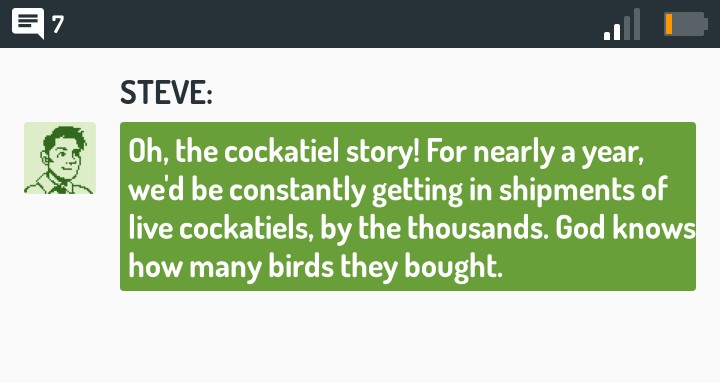 7
STEVE:
Oh, the cockatiel story! For nearly a year,
we'd be constantly getting in shipments of
live cockatiels, by the thousands. God knows
how many birds they bought.